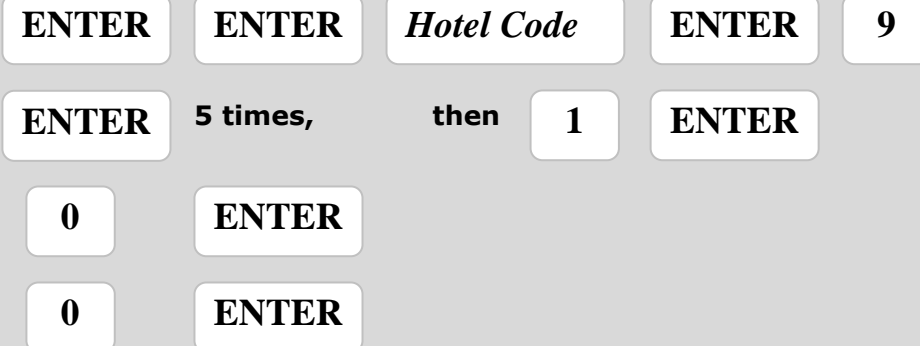 ENTER ENTER Hotel Code ENTER 9
ENTER 5 times, then 1 ENTER
0 ENTER
0 ENTER